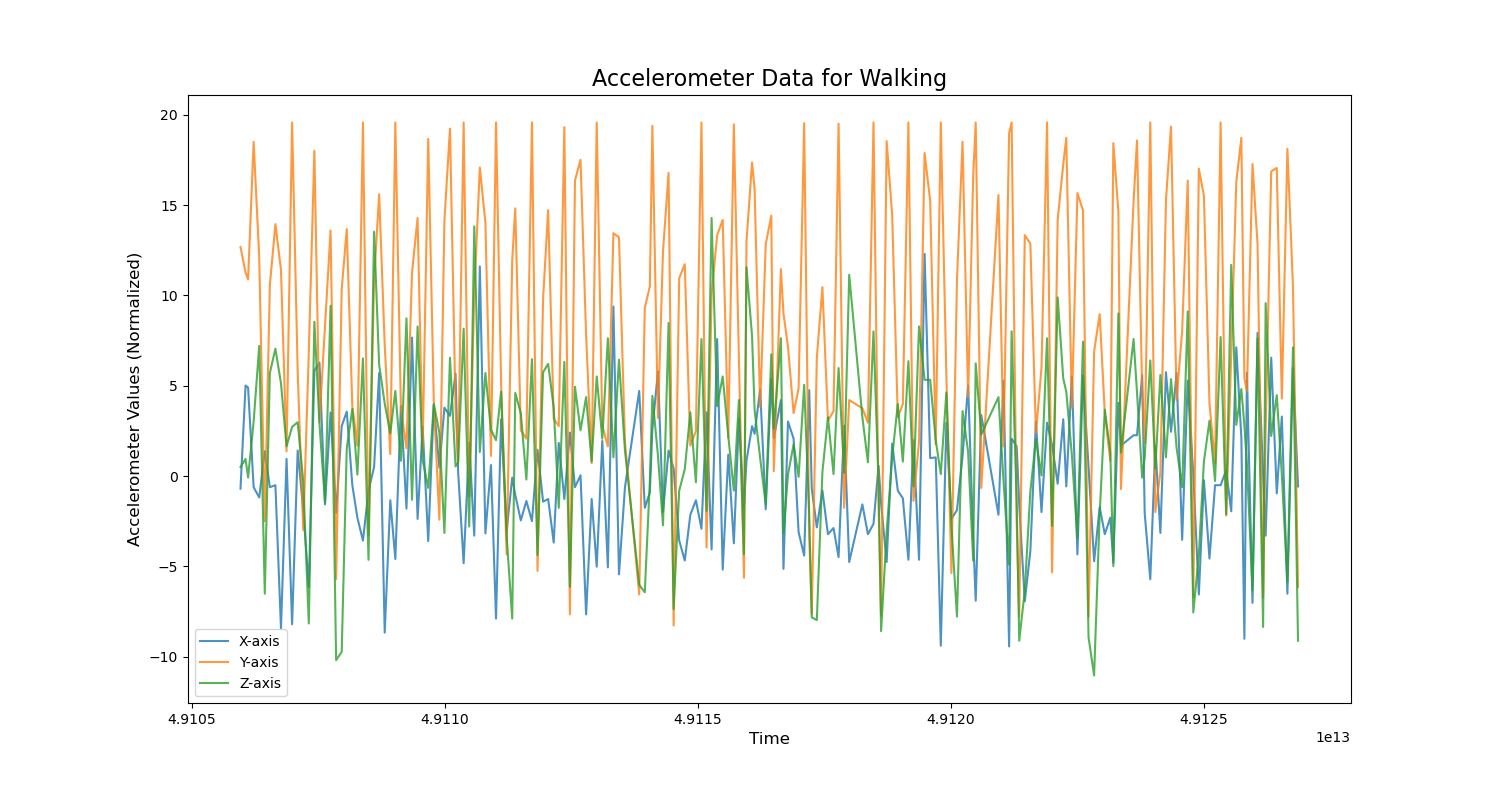 Accelerometer Data for Walking
Accelerometer Values (Normalized)
20
15
10
5
0
−5
−10
X-axis
Y-axis
Z-axis
4.9105 4.9110 4.9115 4.9120 4.9125
Time
1e13